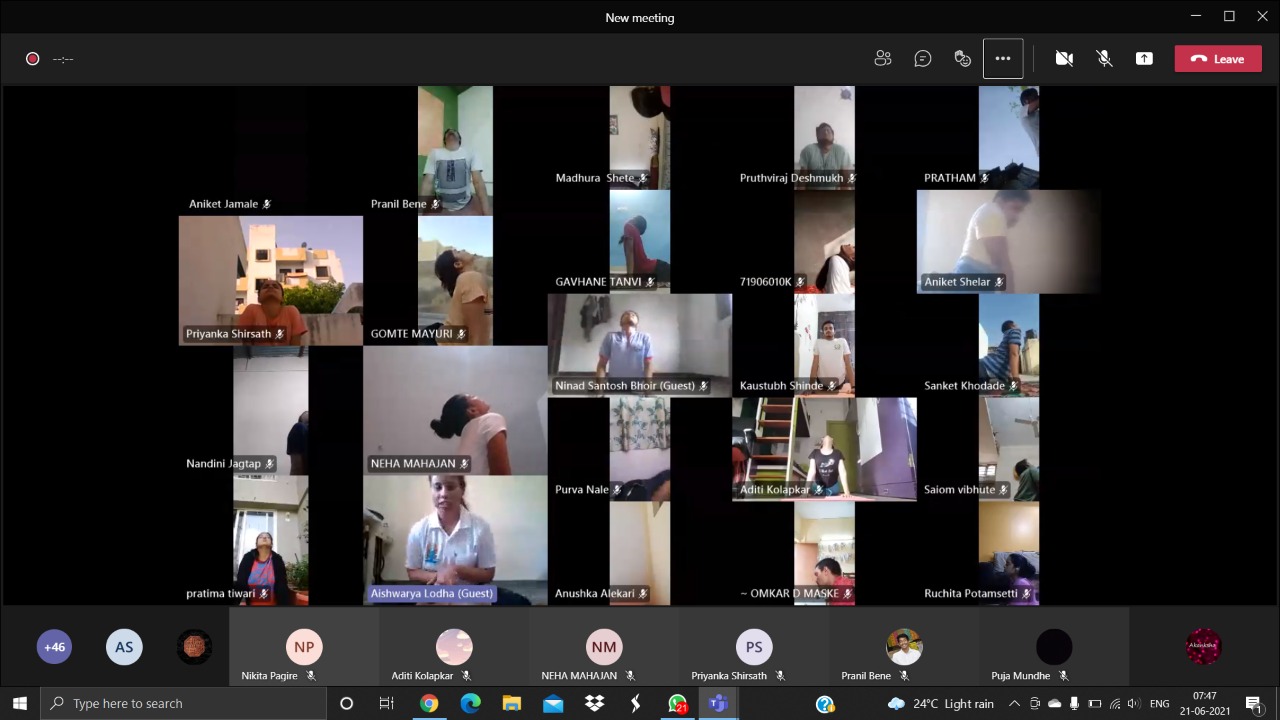 New meeting
--:--
Leave
Aniket Jamale
Pranil Bene
Madhura Shete
Pruthviraj Deshmukh
PRATHAM
Priyanka Shirsath
GOMTE MAYURI
GAVHANE TANVI
71906010K
Aniket Shelar
Ninad Santosh Bhoir (Guest)
Kaustubh Shinde
Sanket Khodade
Nandini Jagtap
NEHA MAHAJAN
Purva Nale
Aditi Kolapkar
Saiom vibhute
pratima tiwari
Aishwarya Lodha (Guest)
Anushka Alekari
~ OMKAR D MASKE
Ruchita Potamsetti
+46
AS
NP
NM
PS
Nikita Pagire
Aditi Kolapkar
NEHA MAHAJAN
Priyanka Shirsath
Pranil Bene
Puja Mundhe
Type here to search
21
24°C Light rain
ENG
07:47
21-06-2021
1